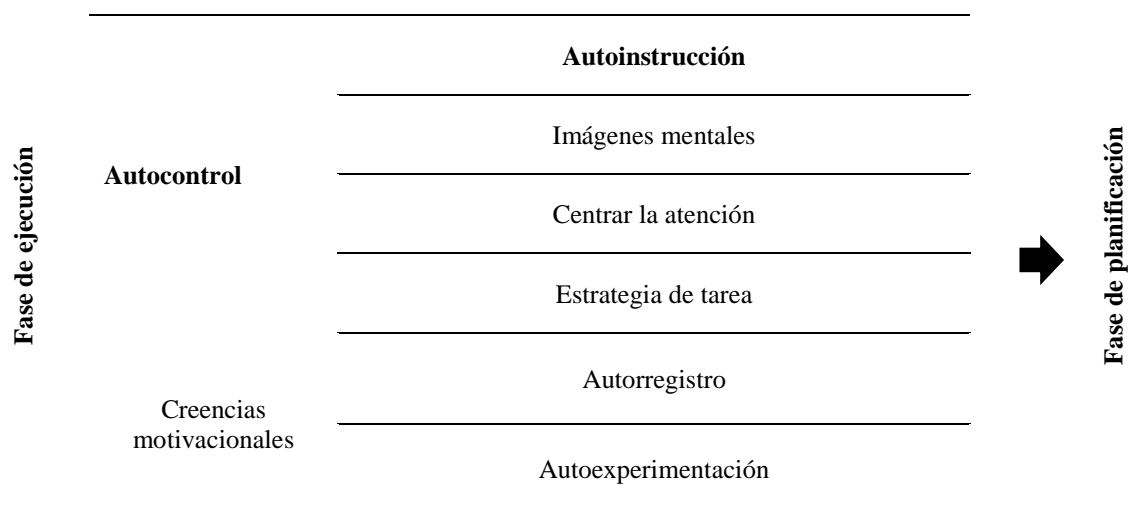 Fase de ejecución
Autocontrol
Autoinstrucción
Imágenes mentales
Centrar la atención
Estrategia de tarea
Creencias
motivacionales
Autorregistro
Autoexperimentación
Fase de planificación